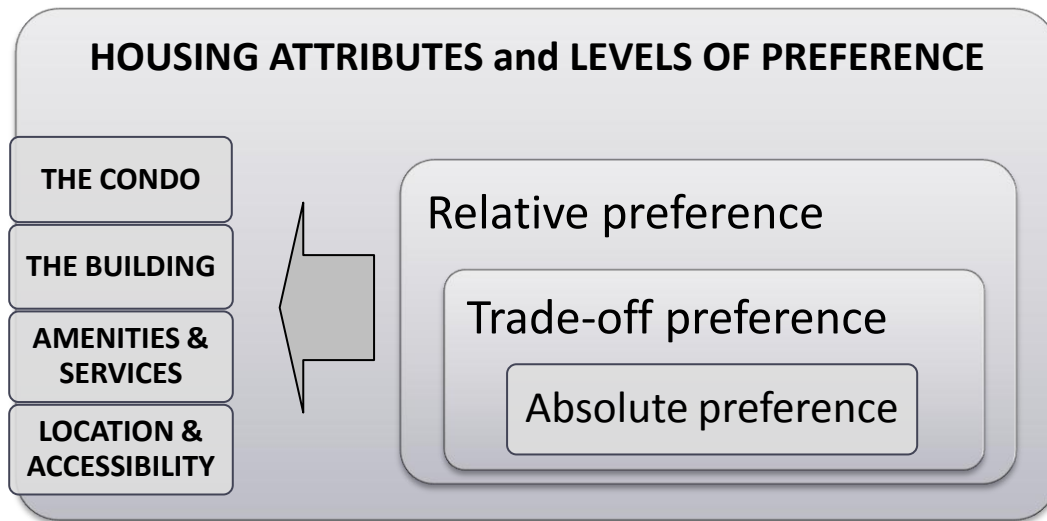 HOUSING ATTRIBUTES and LEVELS OF PREFERENCE
THE CONDO
THE BUILDING
AMENITIES &
SERVICES
LOCATION &
ACCESSIBILITY
Relative preference
Trade-off preference
Absolute preference